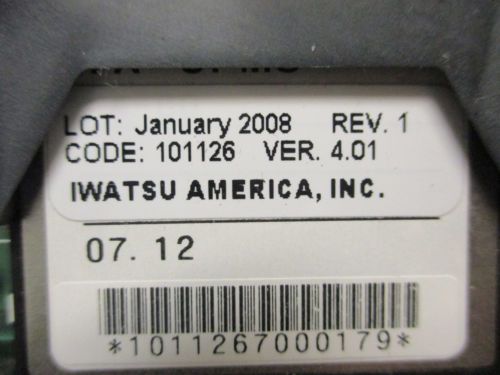 LOT: January 2008 REV. 1
CODE: 101126 VER. 4.01
IWATSU AMERICA, INC.
07. 12
*1011267000179*